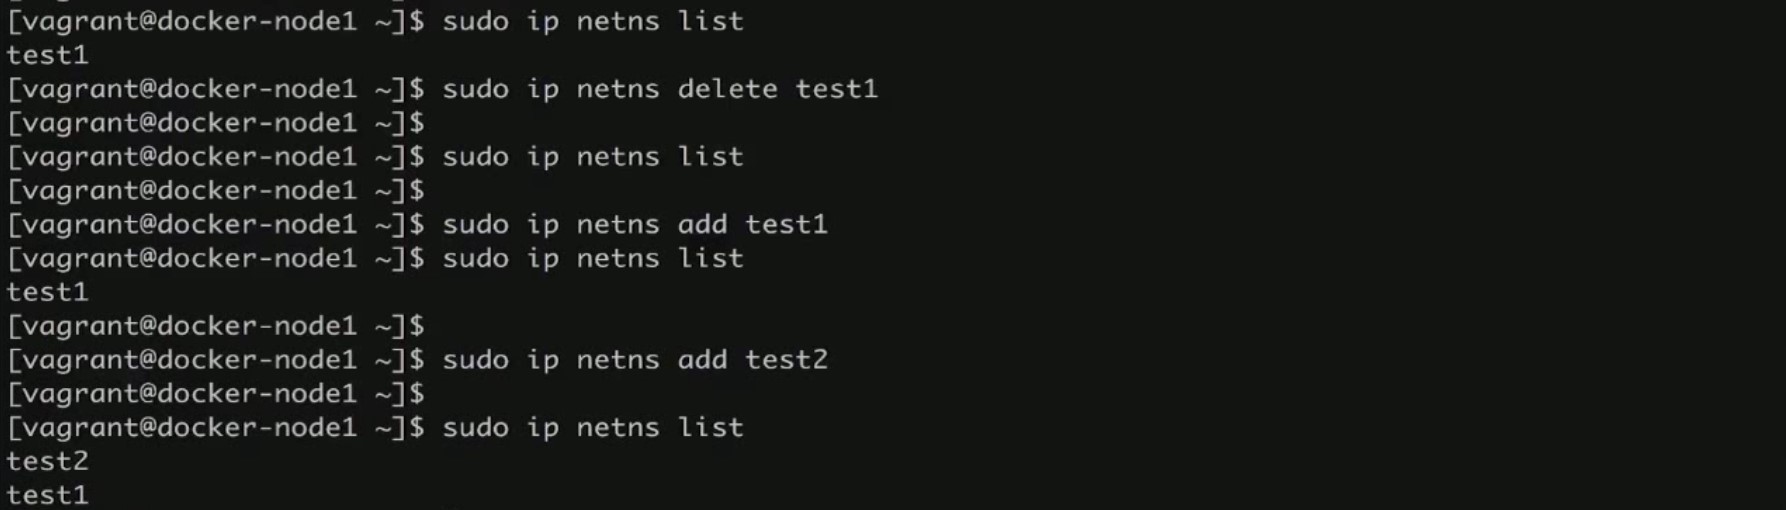 [vagrant@docker-node1 ~]$ sudo ip netns list
test1
[vagrant@docker-node1 ~]$ sudo ip netns delete test1
[vagrant@docker-node1 ~]$
[vagrant@docker-node1 ~]$ sudo ip netns list
[vagrant@docker-node1 ~]$
[vagrant@docker-node1 ~]$ sudo ip netns add test1
[vagrant@docker-node1 ~]$ sudo ip netns list
test1
[vagrant@docker-node1 ~]$
[vagrant@docker-node1 ~]$ sudo ip netns add test2
[vagrant@docker-node1 ~]$
[vagrant@docker-node1 ~]$ sudo ip netns list
test2
test1